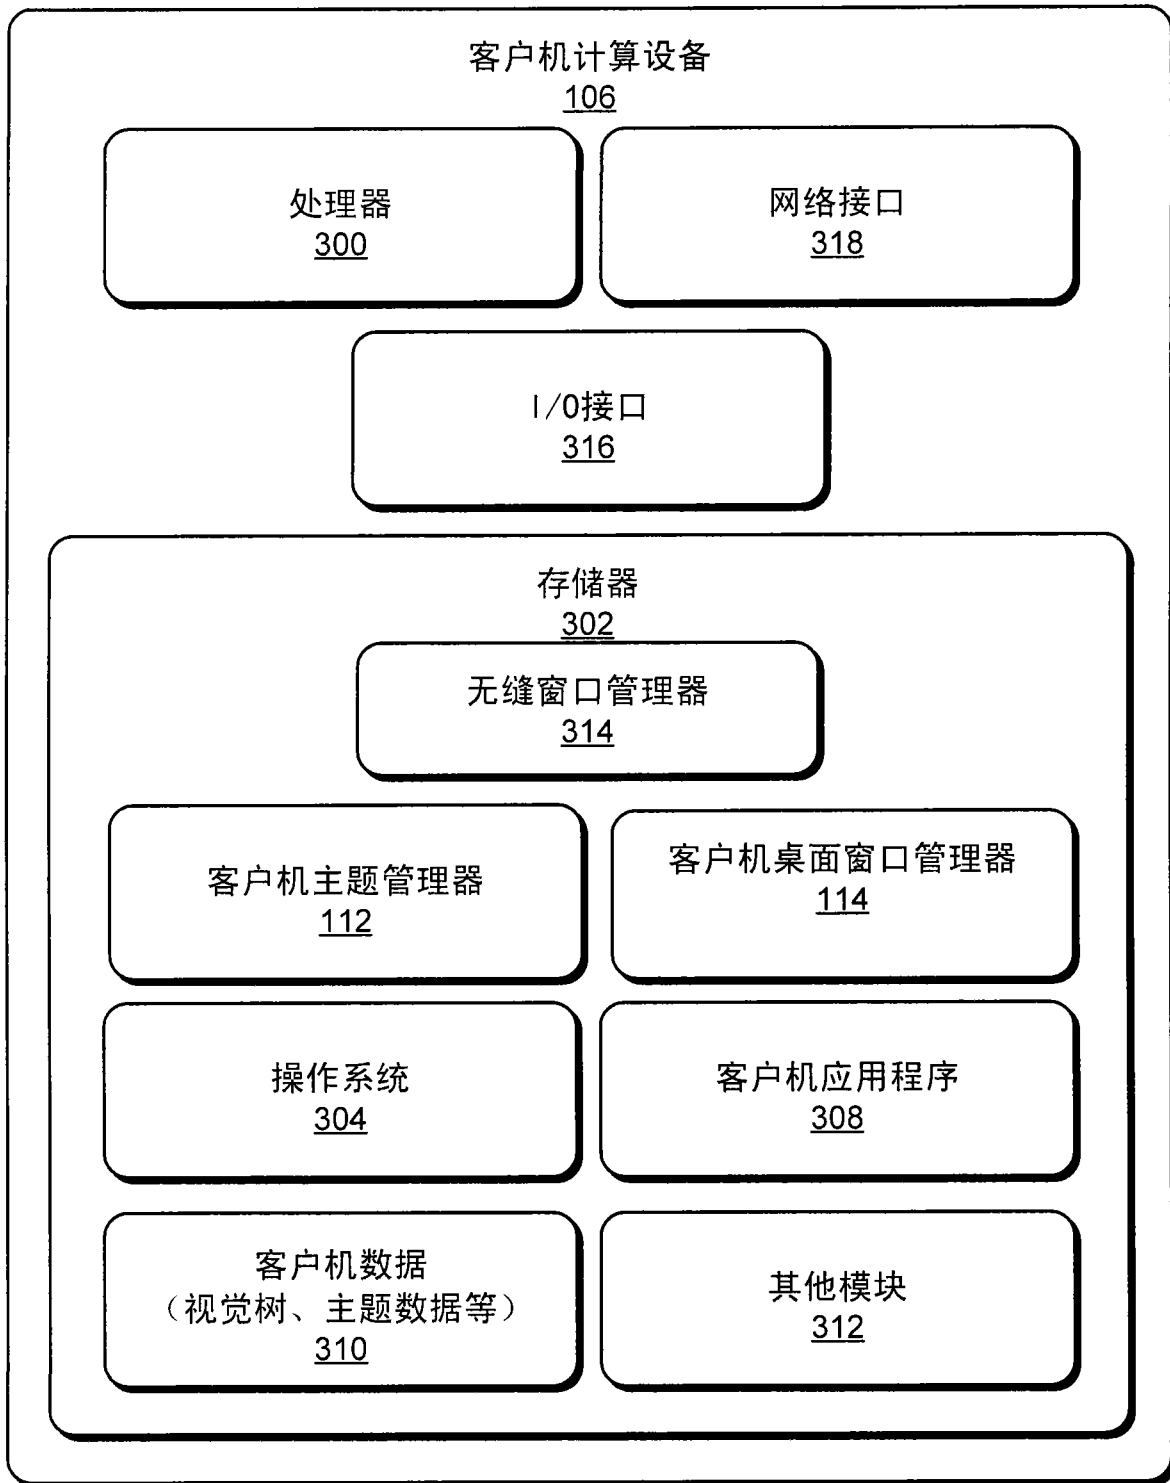 客户机计算设备
106
处理器
300
网络接口
318
I/O接口
316
存储器
302
无缝窗口管理器
314
客户机主题管理器
112
客户机桌面窗口管理器
114
操作系统
304
客户机应用程序
308
客户机数据
（视觉树、主题数据等）
310
其他模块
312